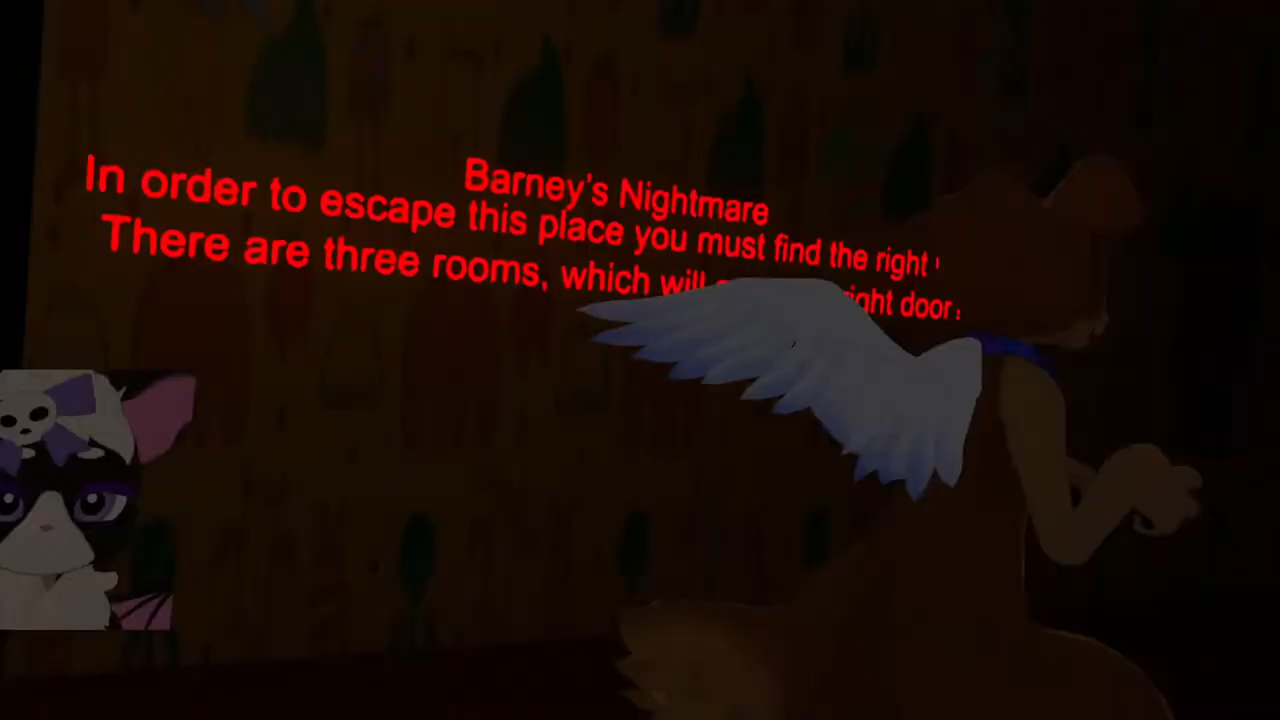 Barney's Nightmare
In order to escape this place you must find the right
There are three rooms, which will right door